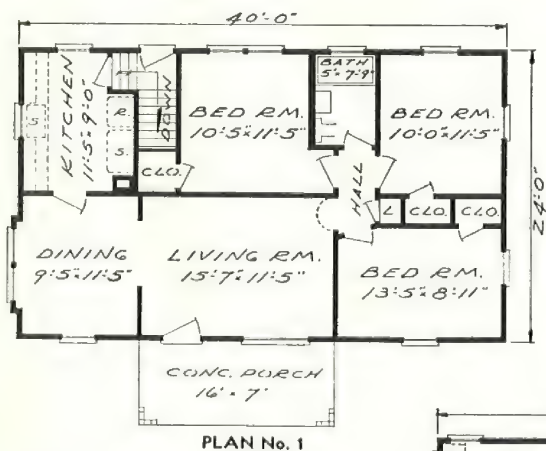 40'-0"
KITCHEN
11'-5"x9'-0"
S.
R.
S.
DOWN
CLO.
BED RM.
10'-5"x11'-5"
BATH
5'x7'-9"
BED RM.
10'-0"x11'-5"
24'-0"
HALL
L
CLO.
CLO.
DINING
9'-5"x11'-5"
LIVING RM.
15'-7"x11'-5"
BED RM.
13'-5"x8'-11"
CONC. PORCH
16' x 7'
PLAN No. 1